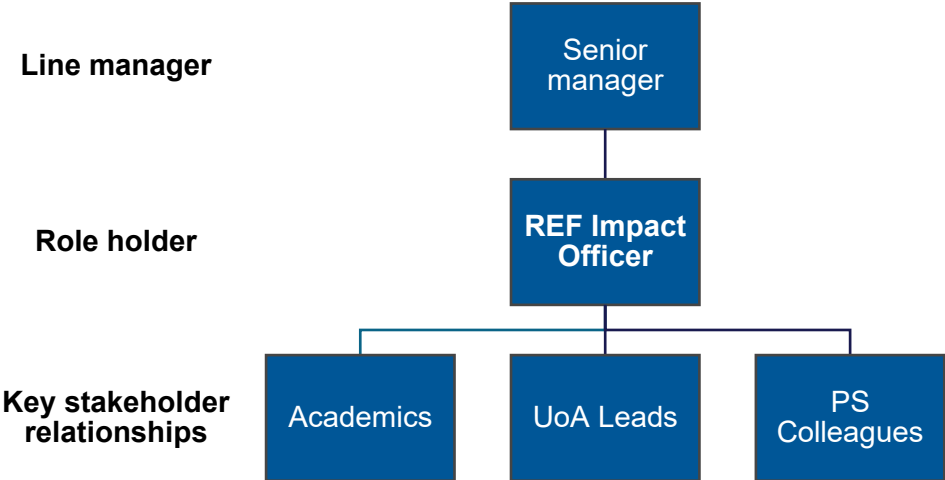 Line manager
Senior
manager
Role holder
REF Impact
Officer
Key stakeholder
relationships
Academics
UoA Leads
PS
Colleagues